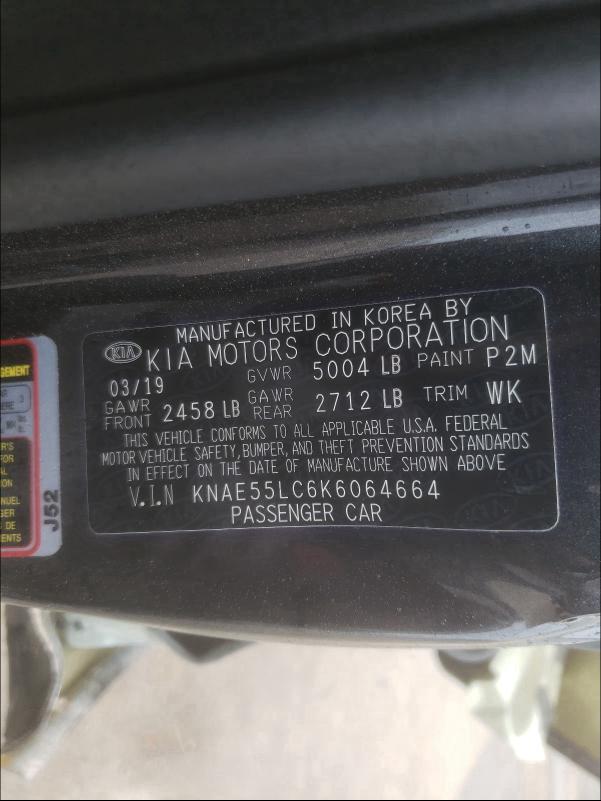 MANUFACTURED IN KOREA BY
KIA KIA MOTORS CORPORATION
03/19 GVWR 5004 LB PAINT P2M
GAWR FRONT 2458 LB GAWR REAR 2712 LB TRIM WK
THIS VEHICLE CONFORMS TO ALL APPLICABLE U.S.A. FEDERAL
MOTOR VEHICLE SAFETY, BUMPER, AND THEFT PREVENTION STANDARDS
IN EFFECT ON THE DATE OF MANUFACTURE SHOWN ABOVE
V.I.N KNAE55LC6K6064664
PASSENGER CAR
J52